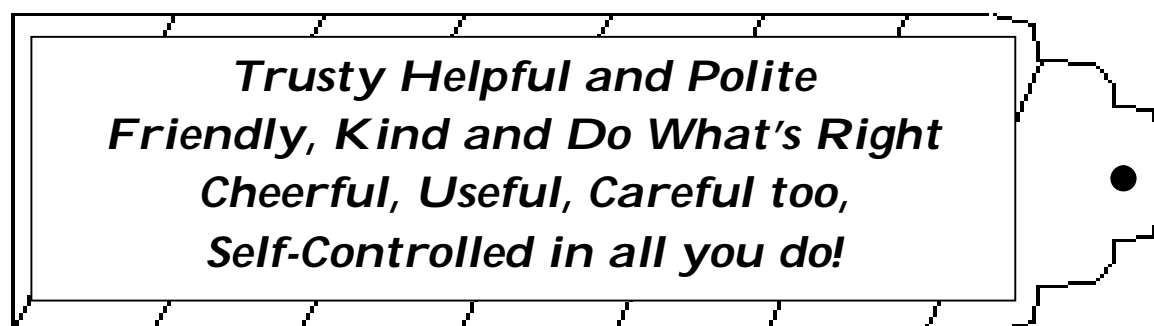 Trusty Helpful and Polite
Friendly, Kind and Do What's Right
Cheerful, Useful, Careful too,
Self-Controlled in all you do!